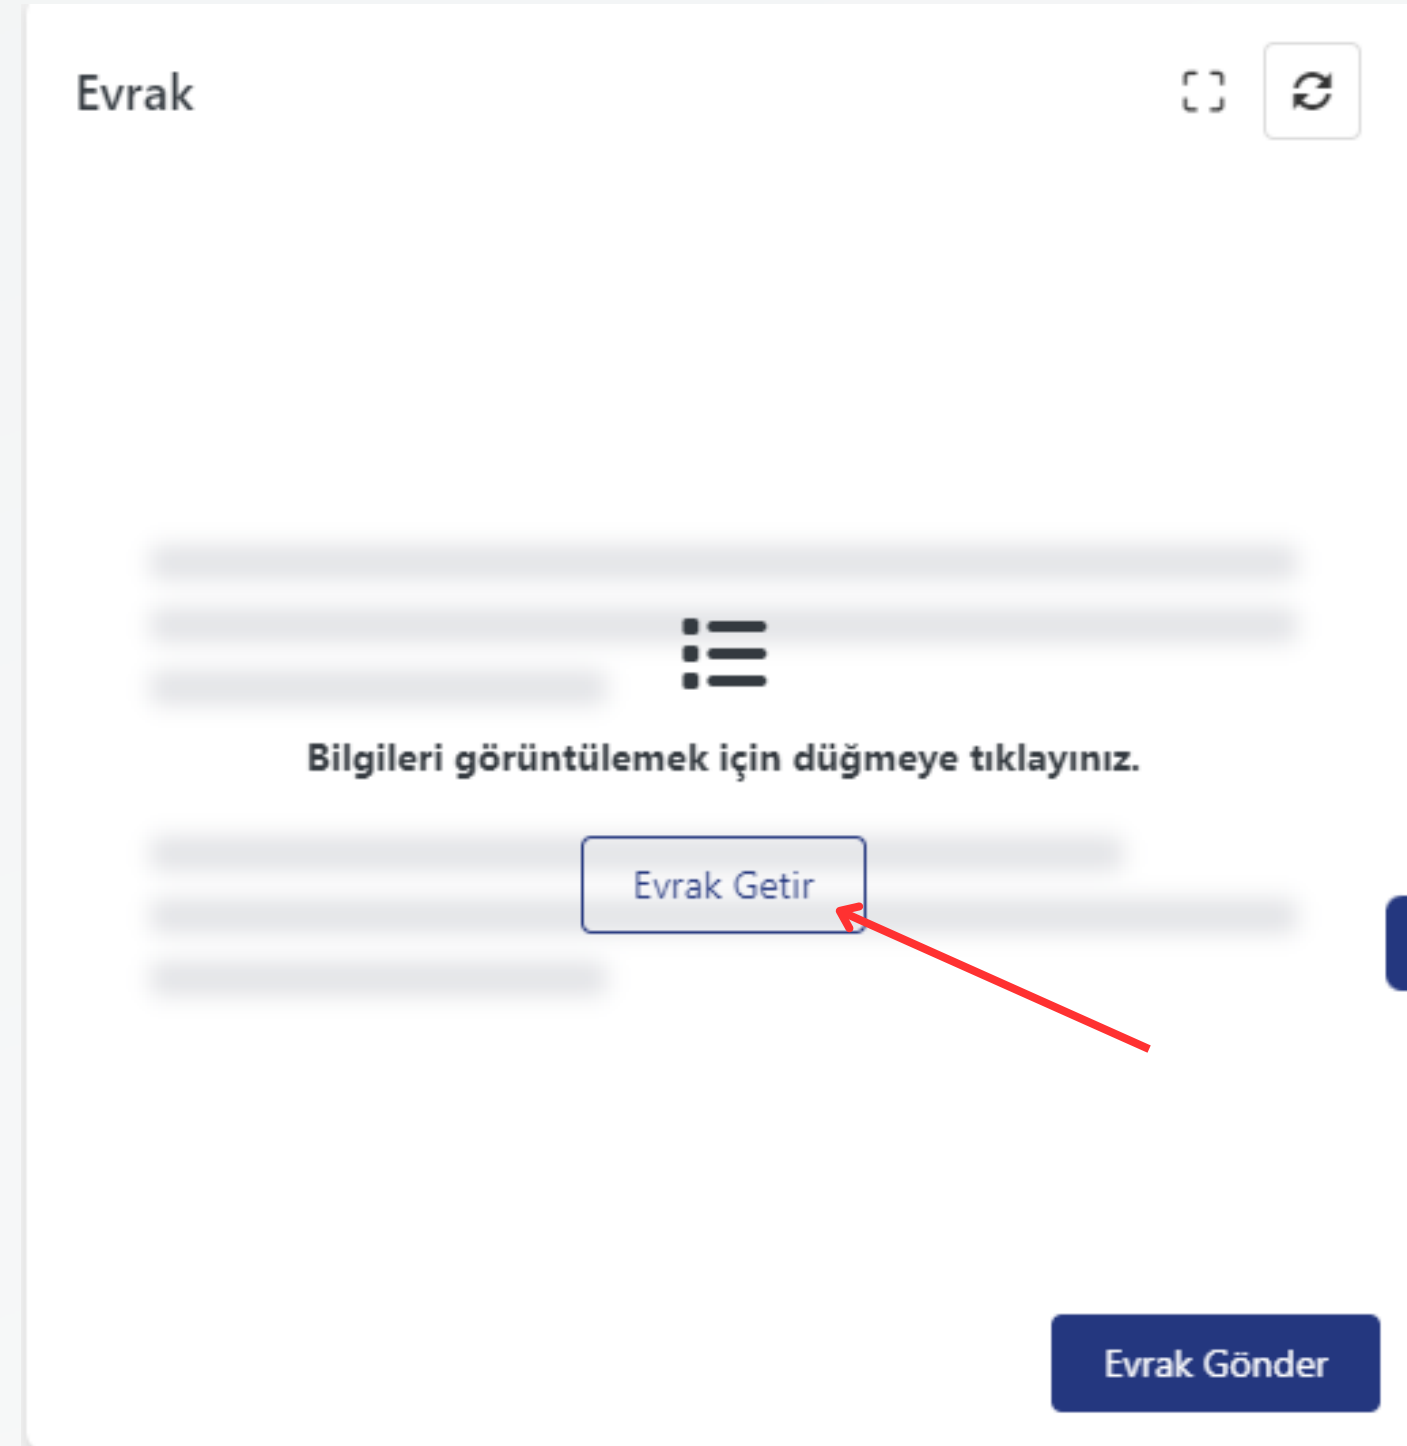 Evrak
Bilgileri görüntülemek için düğmeye tıklayınız.
Evrak Getir
Evrak Gönder